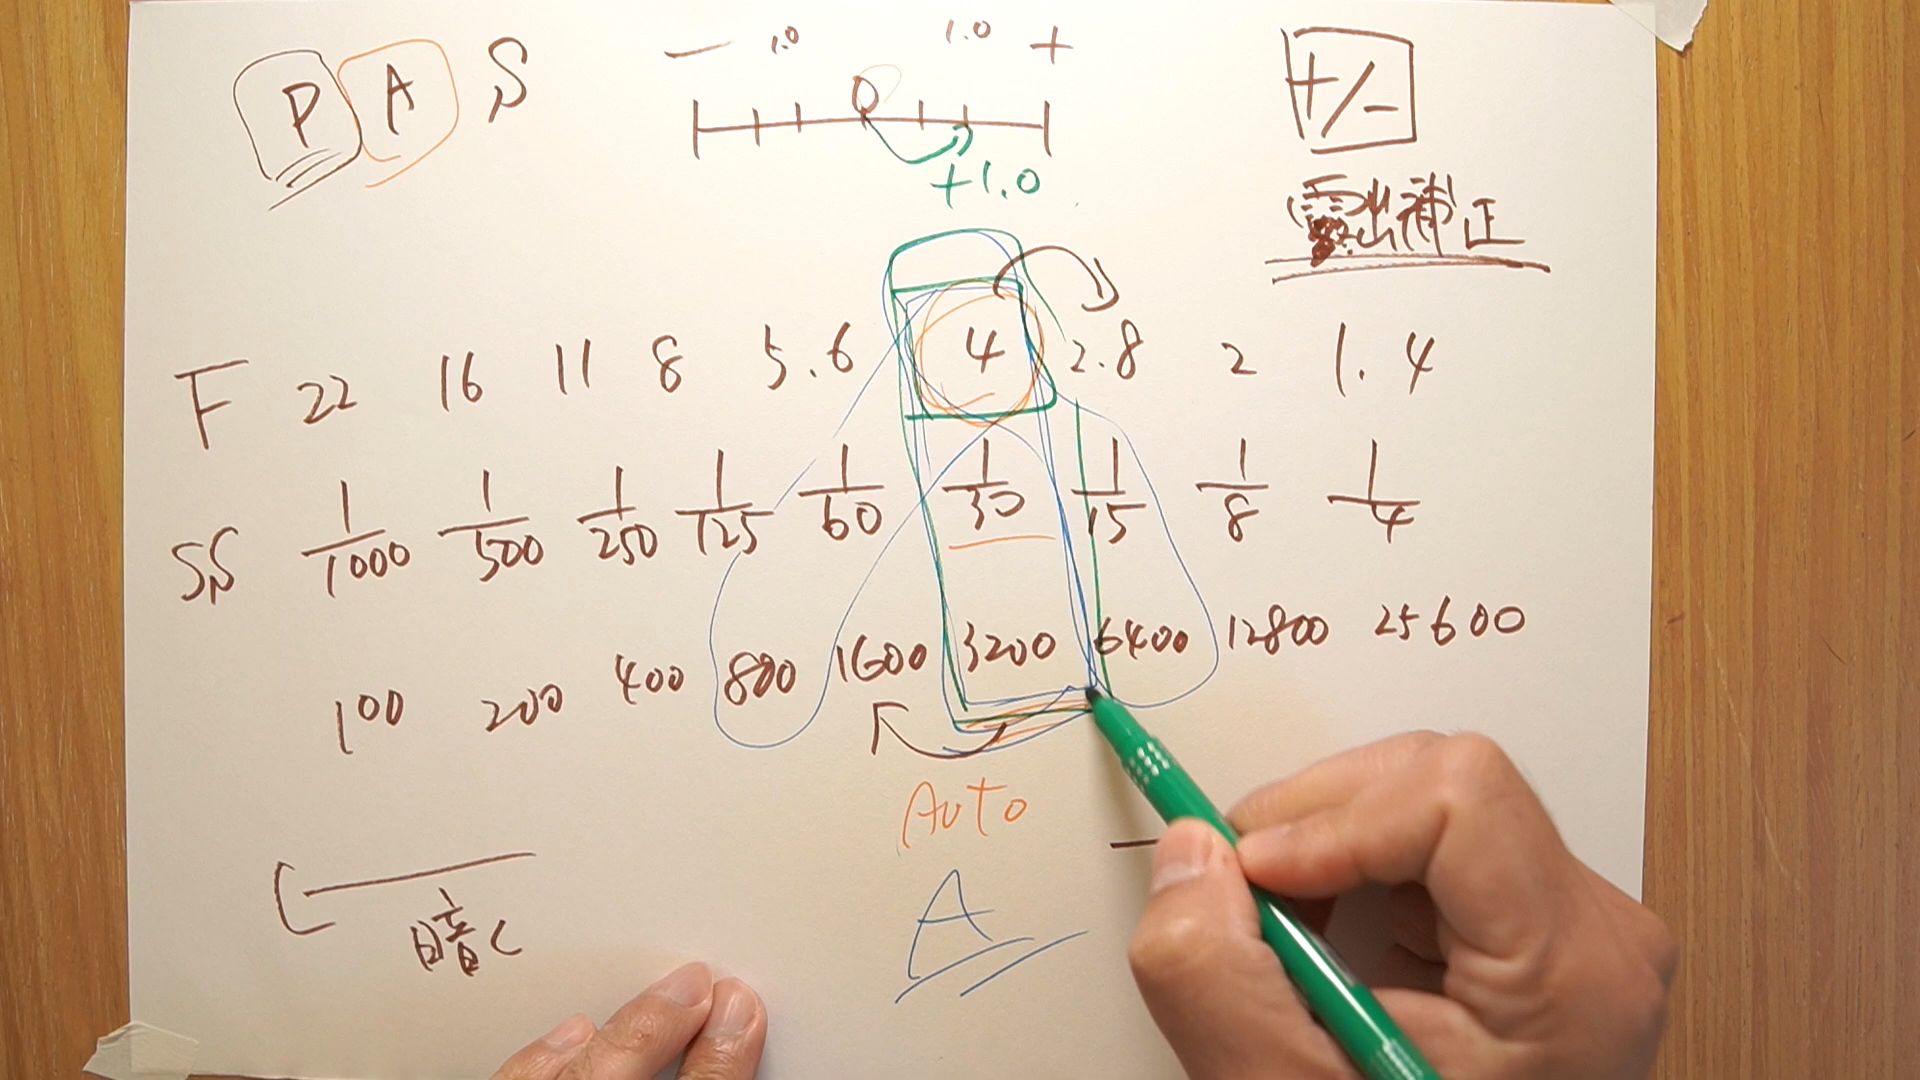 P A S
− 1.0 1.0 +
0
+1.0
+/-
露出補正
F 22 16 11 8 5.6 4 2.8 2 1.4
SS 1/1000 1/500 1/250 1/125 1/60 1/30 1/15 1/8 1/4
100 200 400 800 1600 3200 6400 12800 25600
Auto
A
暗く